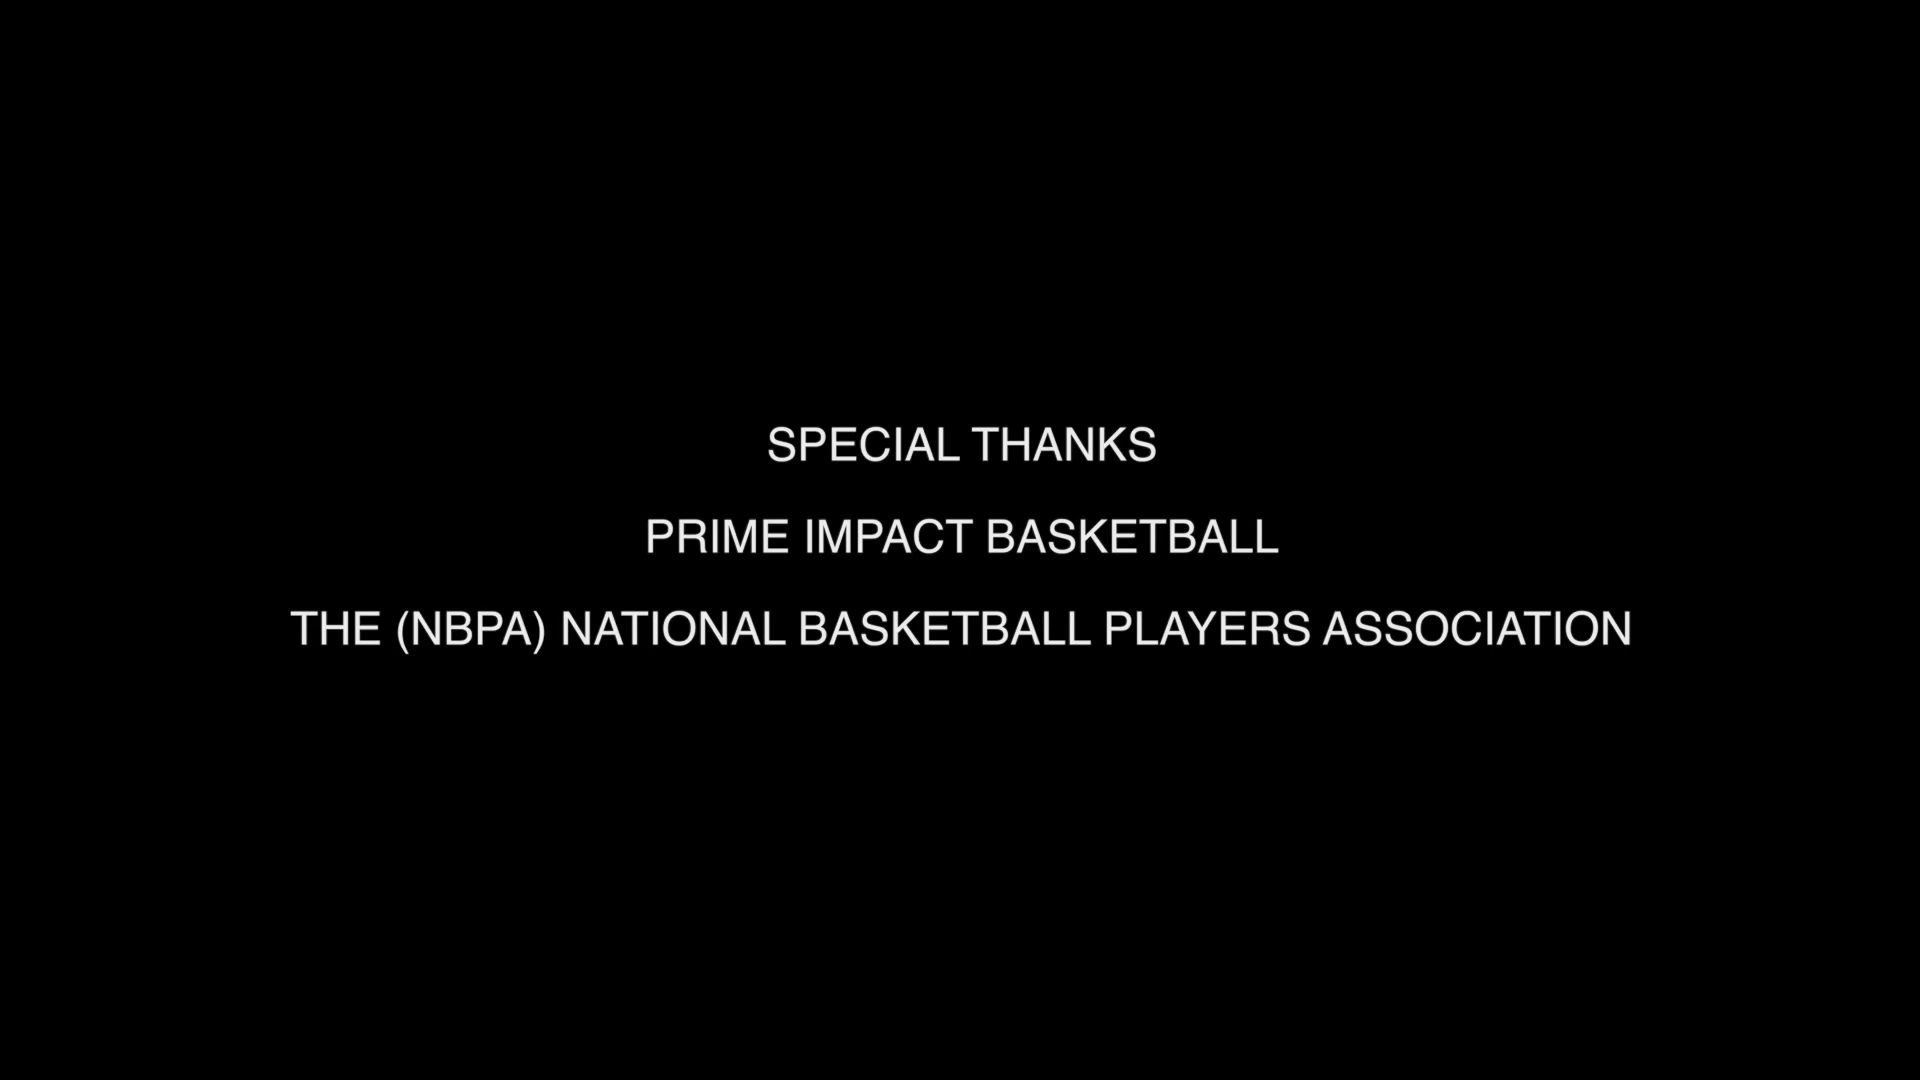 SPECIAL THANKS
PRIME IMPACT BASKETBALL
THE (NBPA) NATIONAL BASKETBALL PLAYERS ASSOCIATION